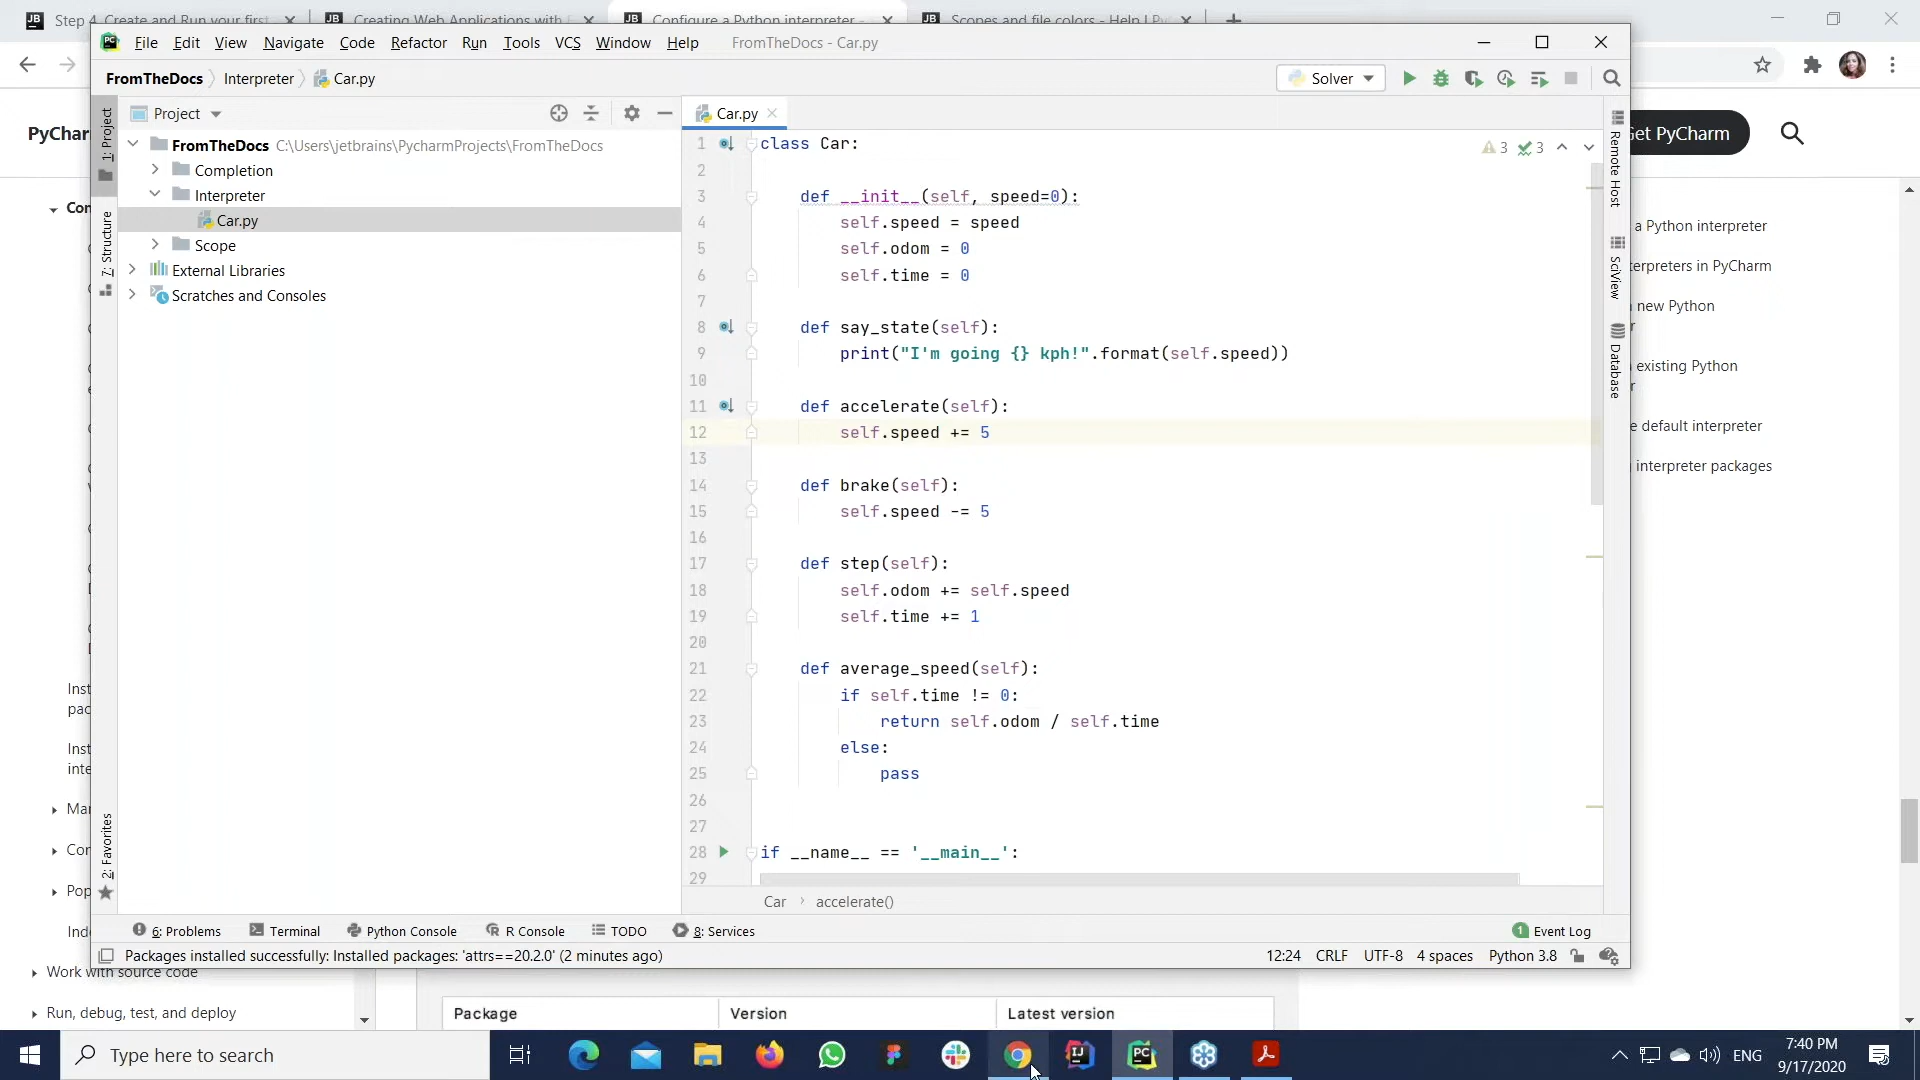 Step 4. Create and Run your first
Creating Web Applications with
Configure a Python interpreter -
Scopes and file colors - Help | Py
File Edit View Navigate Code Refactor Run Tools VCS Window Help FromTheDocs - Car.py
FromTheDocs Interpreter Car.py
Solver
Project
Car.py
PyChar
Get PyCharm
1: Project
7: Structure
2: Favorites
FromTheDocs C:\Users\jetbrains\PycharmProjects\FromTheDocs
Completion
Interpreter
Car.py
Scope
External Libraries
Scratches and Consoles
3 3
1 class Car:
2
3 def __init__(self, speed=0):
4 self.speed = speed
5 self.odom = 0
6 self.time = 0
7
8 def say_state(self):
9 print("I'm going {} kph!".format(self.speed))
10
11 def accelerate(self):
12 self.speed += 5
13
14 def brake(self):
15 self.speed -= 5
16
17 def step(self):
18 self.odom += self.speed
19 self.time += 1
20
21 def average_speed(self):
22 if self.time != 0:
23 return self.odom / self.time
24 else:
25 pass
26
27
28 if __name__ == '__main__':
29
Car accelerate()
Remote Host
SciView
Database
a Python interpreter
terpreters in PyCharm
new Python
existing Python
e default interpreter
interpreter packages
Con
Inst
pac
Inst
inte
Mar
Con
Pop
Ind
Work with source code
Run, debug, test, and deploy
6: Problems Terminal Python Console R Console TODO 8: Services
1 Event Log
Packages installed successfully: Installed packages: 'attrs==20.2.0' (2 minutes ago)
12:24 CRLF UTF-8 4 spaces Python 3.8
Package Version Latest version
Type here to search
ENG
7:40 PM
9/17/2020